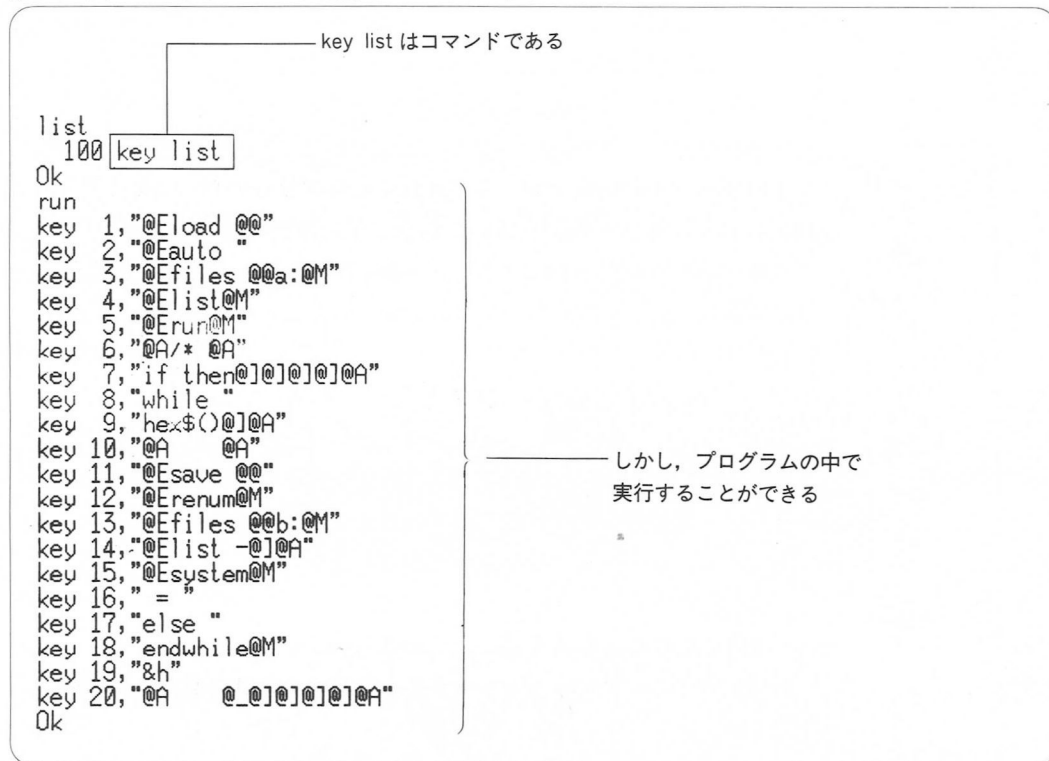 key list はコマンドである
list
100 key list
Ok
run
key 1,"@Eload @@"
key 2,"@Eauto "
key 3,"@Efiles @@a:@M"
key 4,"@Elist@M"
key 5,"@Erun@M"
key 6,"@A/* @A"
key 7,"if then@]@]@]@]@]@A"
key 8,"while "
key 9,"hex$()@]@A"
key 10,"@A    @A"
key 11,"@Esave @@"
key 12,"@Erenum@M"
key 13,"@Efiles @@b:@M"
key 14,"@Elist -@]@A"
key 15,"@Esystem@M"
key 16," = "
key 17,"else "
key 18,"endwhile@M"
key 19,"&h"
key 20,"@A    @_@]@]@]@]@A"
Ok
しかし，プログラムの中で
実行することができる